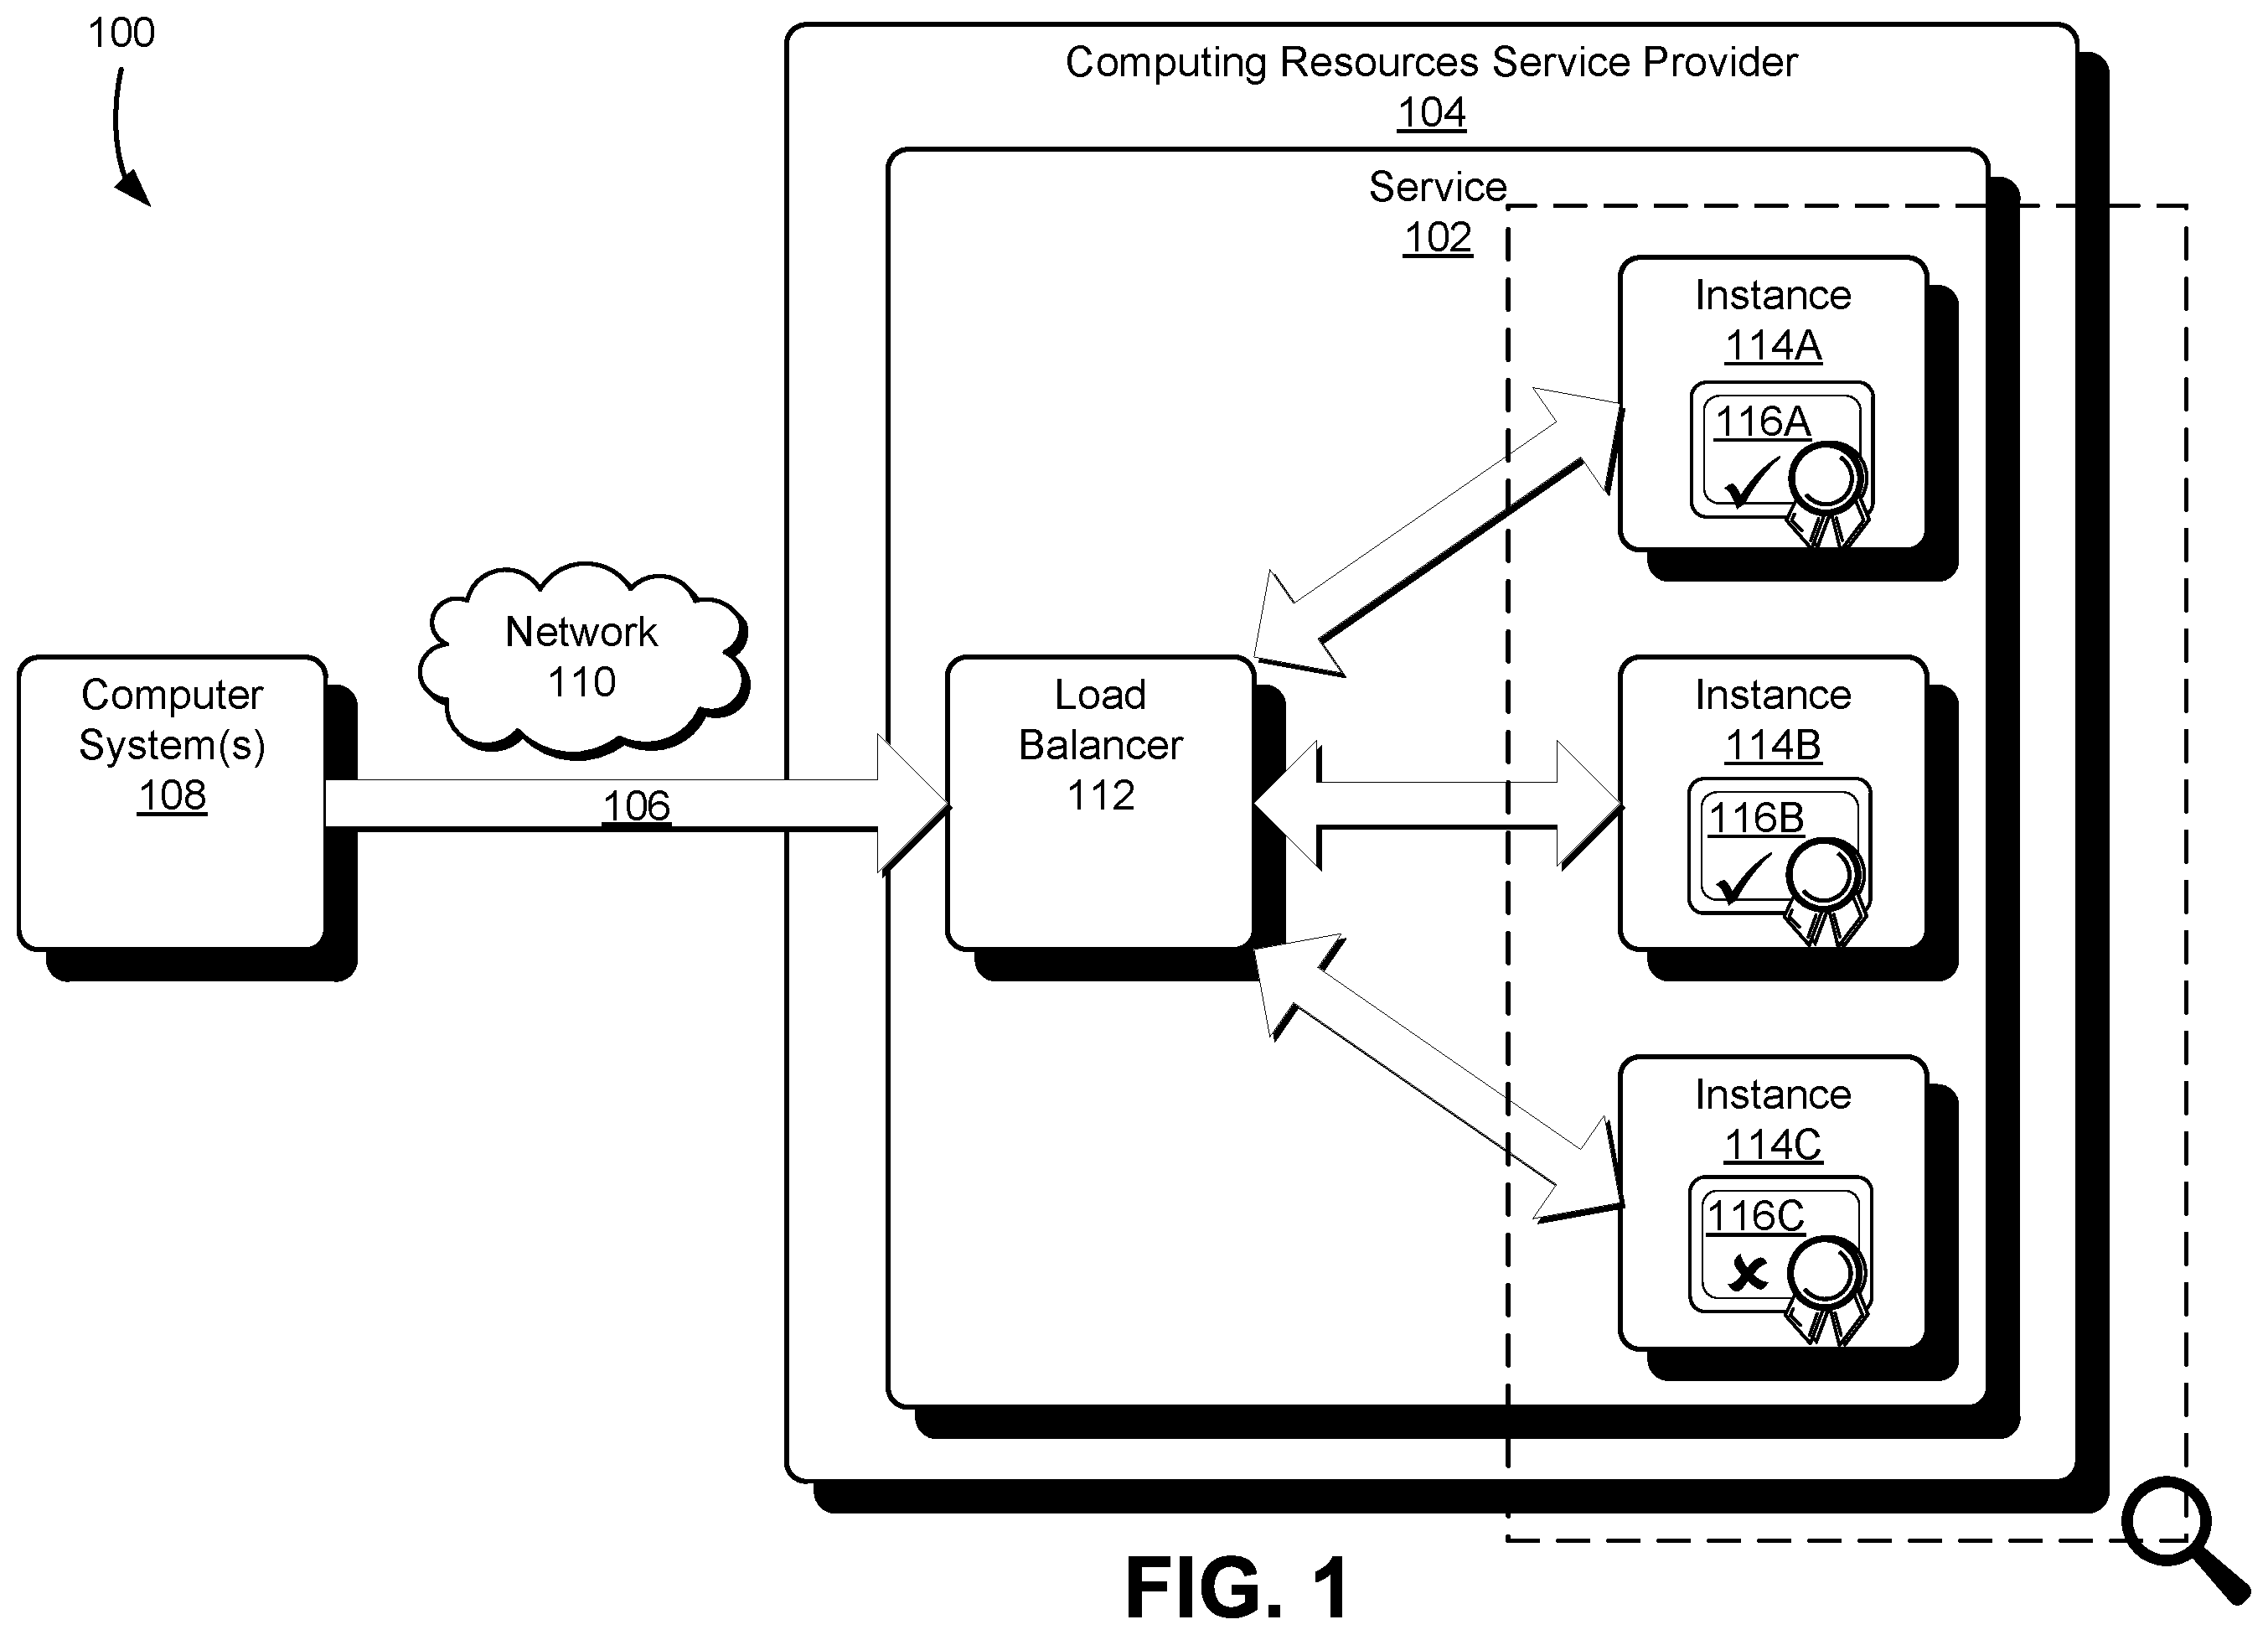 100
Computing Resources Service Provider
104
Service
102
Instance
114A
116A
Network
110
Computer
System(s)
108
106
Load
Balancer
112
Instance
114B
116B
Instance
114C
116C
FIG. 1